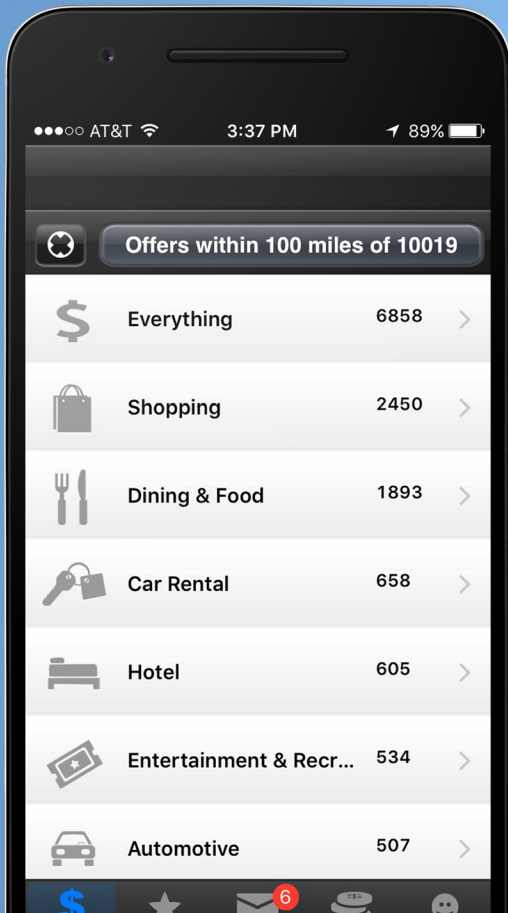 AT&T 3:37 PM 89%
Offers within 100 miles of 10019
$ Everything 6858
Shopping 2450
Dining & Food 1893
Car Rental 658
Hotel 605
Entertainment & Recr... 534
Automotive 507
$ 6